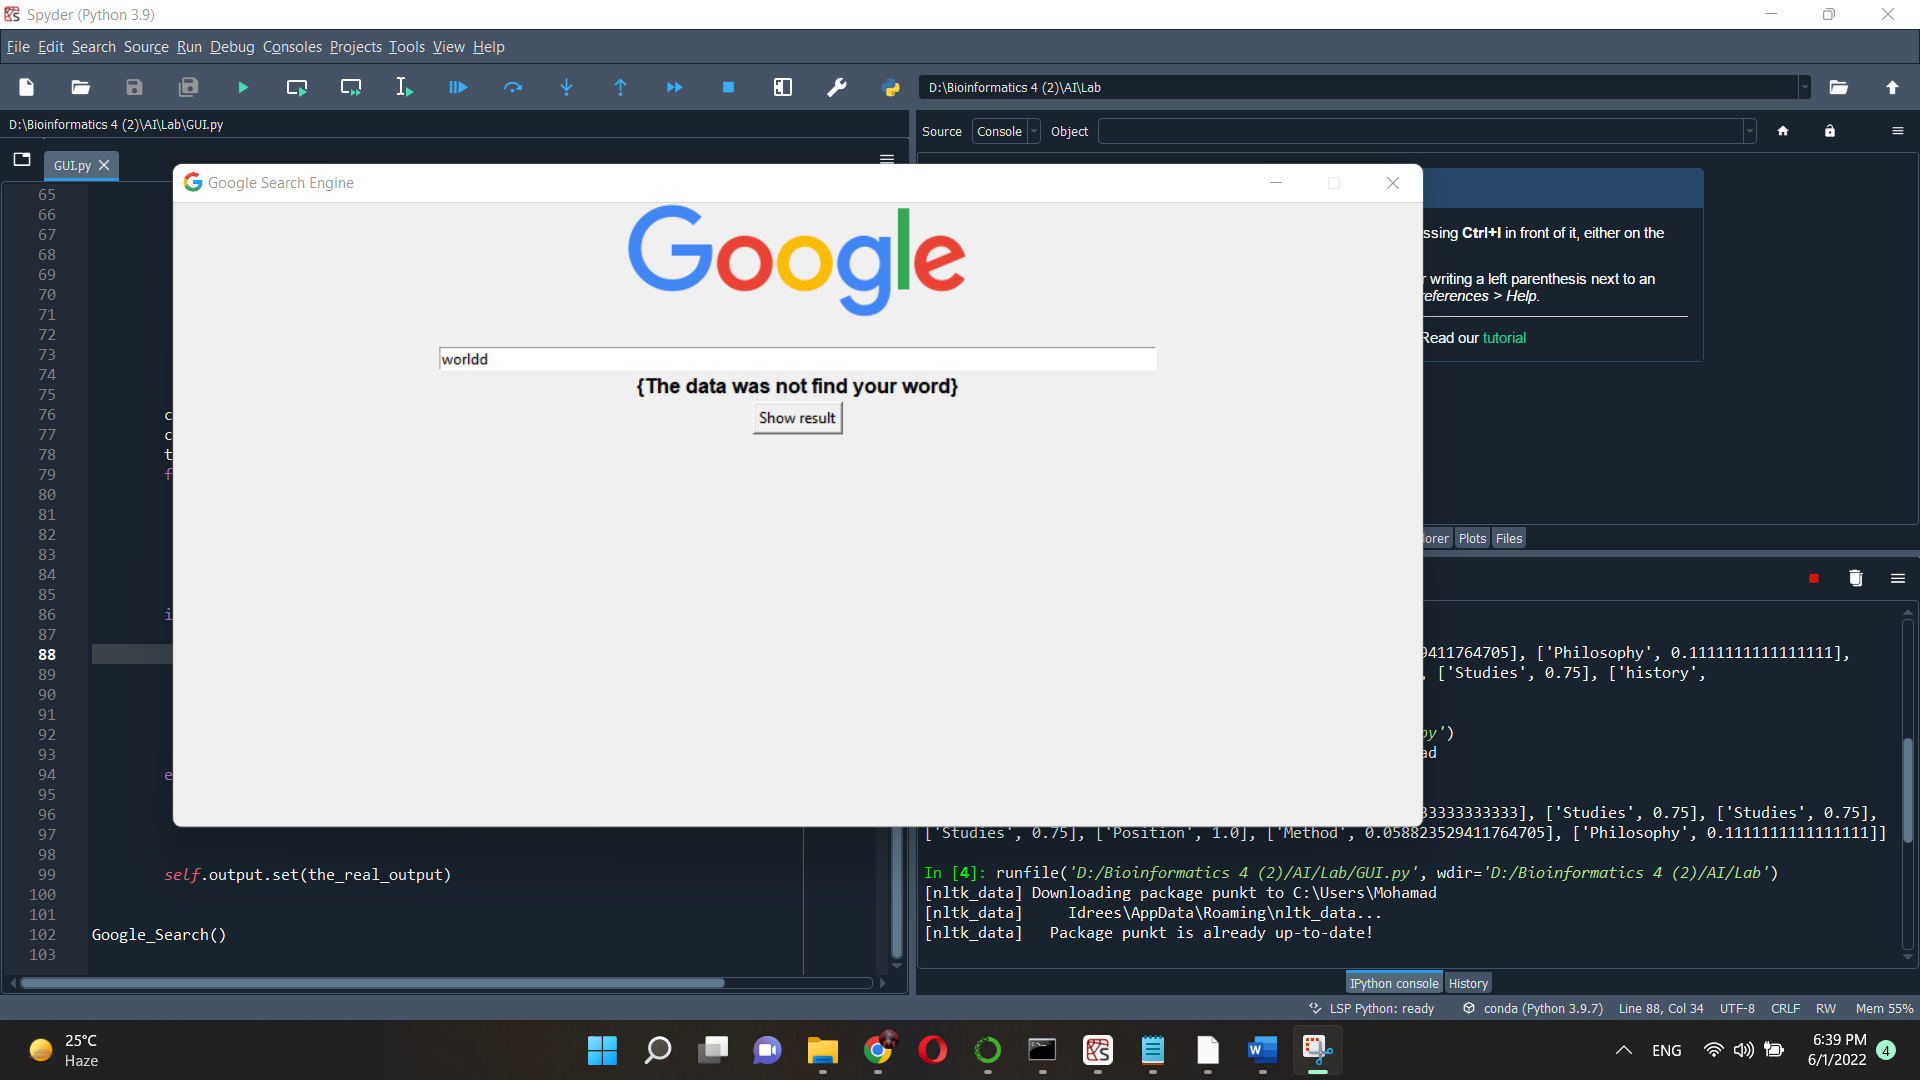 Spyder (Python 3.9)
File Edit Search Source Run Debug Consoles Projects Tools View Help
D:\Bioinformatics 4 (2)\AI\Lab
D:\Bioinformatics 4 (2)\AI\Lab\GUI.py
GUI.py
65
66
67
68
69
70
71
72
73
74
75
76 c
77 c
78 t
79 f
80
81
82
83
84
85
86 i
87
88
89
90
91
92
93
94 e
95
96
97
98
99 self.output.set(the_real_output)
100
101
102 Google_Search()
103
Google Search Engine
Google
worldd
{The data was not find your word}
Show result
Source Console Object
ssing Ctrl+I in front of it, either on the
writing a left parenthesis next to an
eferences > Help.
Read our tutorial
lorer Plots Files
9411764705], ['Philosophy', 0.1111111111111111],
, ['Studies', 0.75], ['history',
py')
ad
33333333333], ['Studies', 0.75], ['Studies', 0.75],
['Studies', 0.75], ['Position', 1.0], ['Method', 0.058823529411764705], ['Philosophy', 0.1111111111111111]]
In [4]: runfile('D:/Bioinformatics 4 (2)/AI/Lab/GUI.py', wdir='D:/Bioinformatics 4 (2)/AI/Lab')
[nltk_data] Downloading package punkt to C:\Users\Mohamad
[nltk_data] Idrees\AppData\Roaming\nltk_data...
[nltk_data] Package punkt is already up-to-date!
IPython console History
LSP Python: ready conda (Python 3.9.7) Line 88, Col 34 UTF-8 CRLF RW Mem 55%
25°C
Haze
ENG
6:39 PM
6/1/2022
4